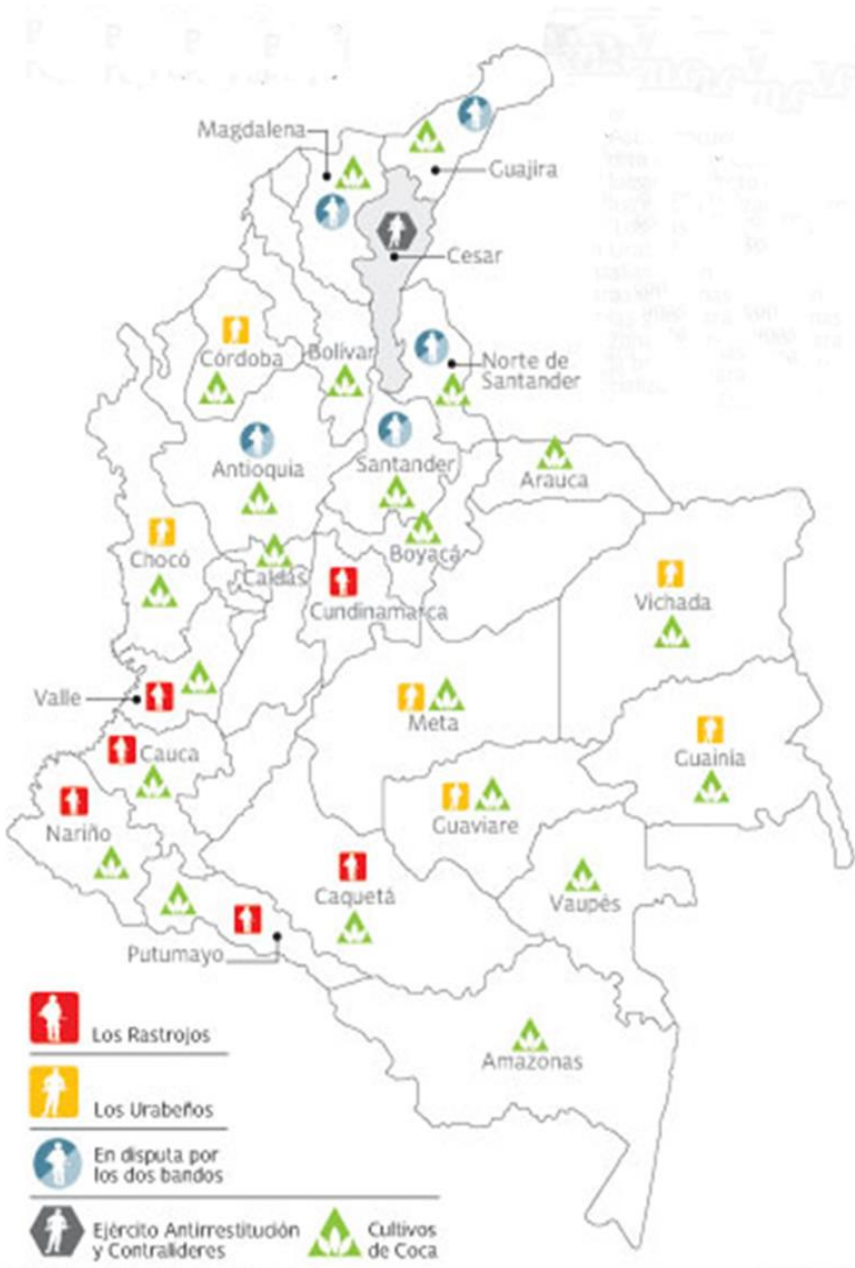 Magdalena
Guajira
Cesar
Córdoba
Bolívar
Norte de
Santander
Antioquia
Santander
Arauca
Chocó
Boyacá
Caldas
Cundinamarca
Vichada
Valle
Meta
Cauca
Guainia
Nariño
Guaviare
Caquetá
Vaupés
Putumayo
Amazonas
Los Rastrojos
Los Urabeños
En disputa por
los dos bandos
Ejército Antirrestitución
y Contralideres
Cultivos
de Coca